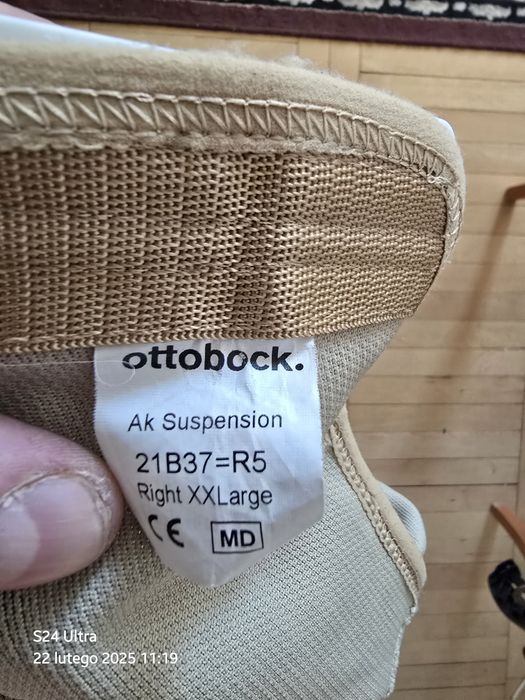 ottobock.
Ak Suspension
21B37=R5
Right XXLarge
CE MD
S24 Ultra
22 lutego 2025 11:19